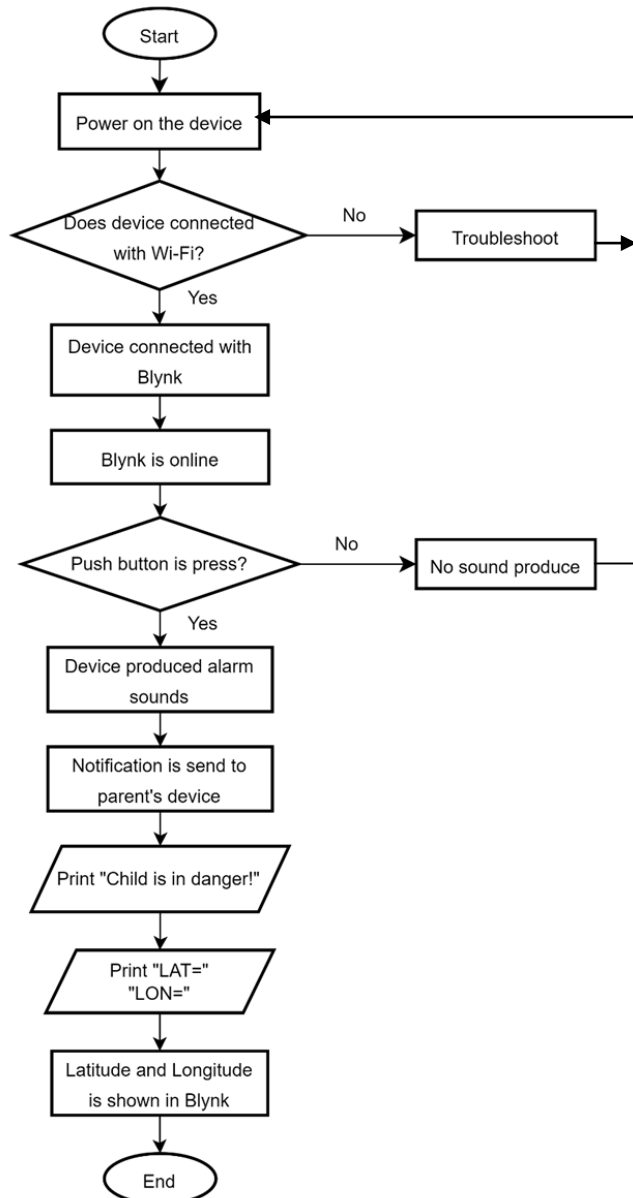 Start
Power on the device
Does device connected
with Wi-Fi?
No
Troubleshoot
Yes
Device connected with
Blynk
Blynk is online
Push button is press?
No
No sound produce
Yes
Device produced alarm
sounds
Notification is send to
parent's device
Print "Child is in danger!"
Print "LAT="
"LON="
Latitude and Longitude
is shown in Blynk
End